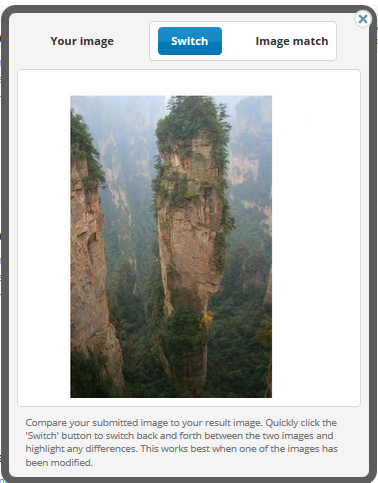 Your image
Switch
Image match
Compare your submitted image to your result image. Quickly click the
'Switch' button to switch back and forth between the two images and
highlight any differences. This works best when one of the images has
been modified.